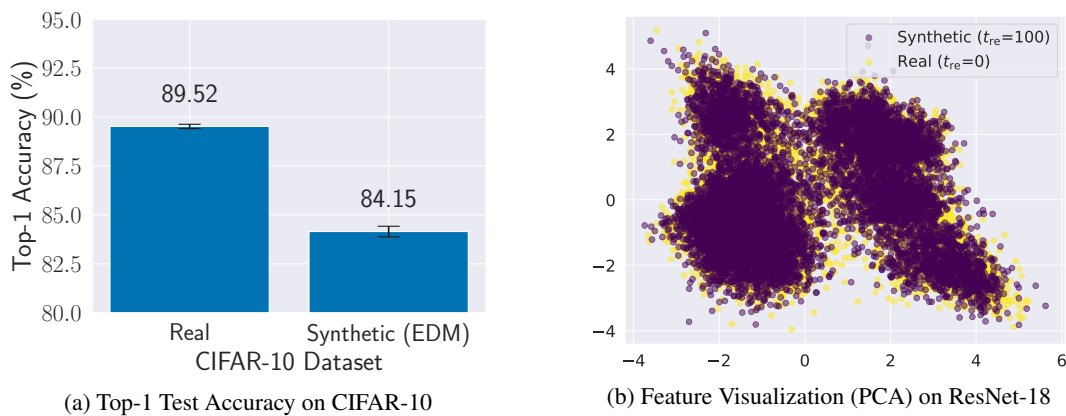 95.0
92.5
90.0
87.5
85.0
82.5
80.0
Top-1 Accuracy (%)
89.52
84.15
Real
Synthetic (EDM)
CIFAR-10 Dataset
(a) Top-1 Test Accuracy on CIFAR-10
Synthetic (t_re=100)
Real (t_re=0)
4
2
0
−2
−4
−4
−2
0
2
4
6
(b) Feature Visualization (PCA) on ResNet-18